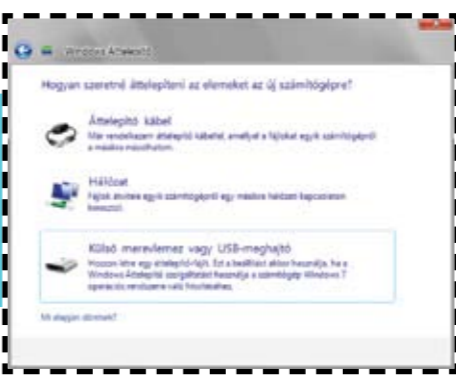 Windows Áttelepítő
Hogyan szeretné áttelepíteni az elemeket az új számítógépre?
Áttelepítő kábel
Már rendelkezem áttelepítő kábellel, amellyel a fájlokat egyik számítógépről
a másikra másolhatom.
Hálózat
Fájlok átvitele egyik számítógépről egy másikra hálózati kapcsolaton
keresztül.
Külső merevlemez vagy USB-meghajtó
Hozzon létre egy áttelepítő-fájlt. Ezt a beállítást akkor használja, ha a
Windows Áttelepítő szolgáltatást használja a számítógép Windows 7
operációs rendszerre való frissítéséhez.
Mi alapján döntsek?